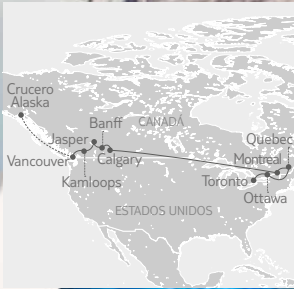 Crucero
Alaska
Banff
CANADÁ
Jasper
Quebec
Vancouver
Calgary
Montreal
Kamloops
Toronto
Ottawa
ESTADOS UNIDOS